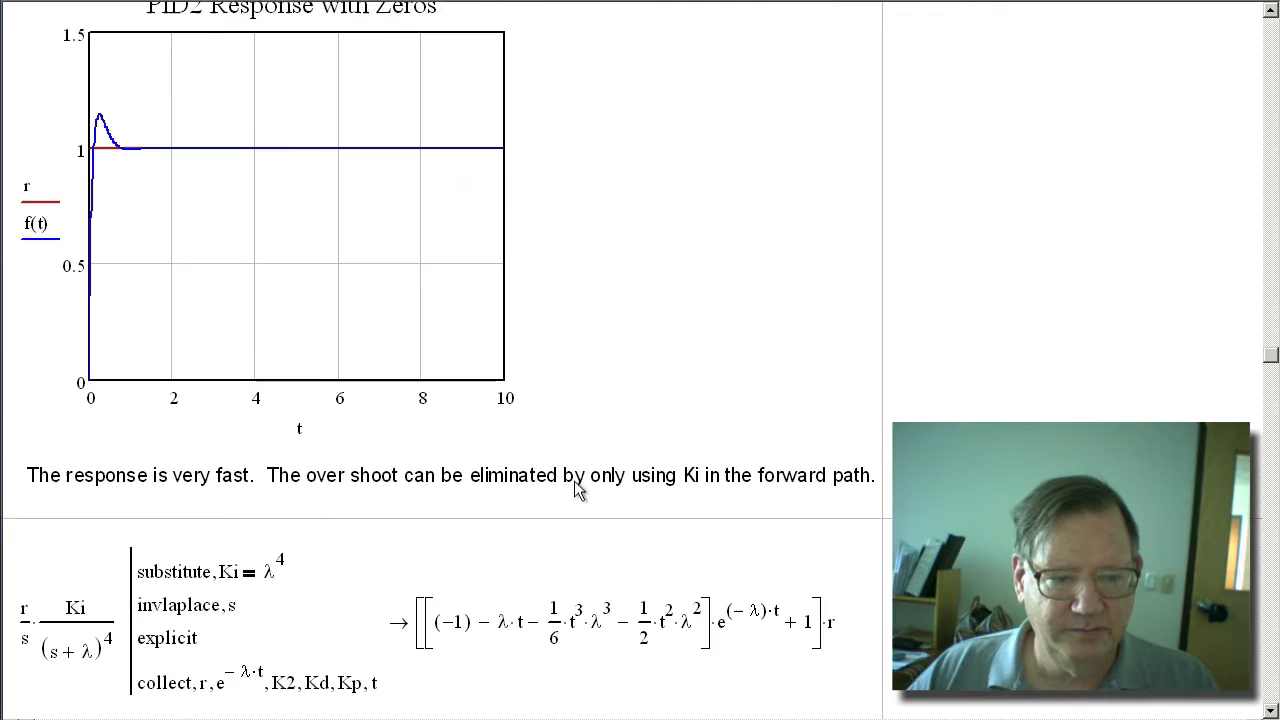 PID2 Response with Zeros
1.5
1
r
f(t)
0.5
0
0 2 4 6 8 10
t
The response is very fast. The over shoot can be eliminated by only using Ki in the forward path.
r/s · Ki/(s + λ)^4 | substitute, Ki = λ^4
invlaplace, s
explicit
collect, r, e^(− λ·t), K2, Kd, Kp, t
→ [[(-1) − λ·t − 1/6·t^3·λ^3 − 1/2·t^2·λ^2]·e^((− λ)·t) + 1]·r